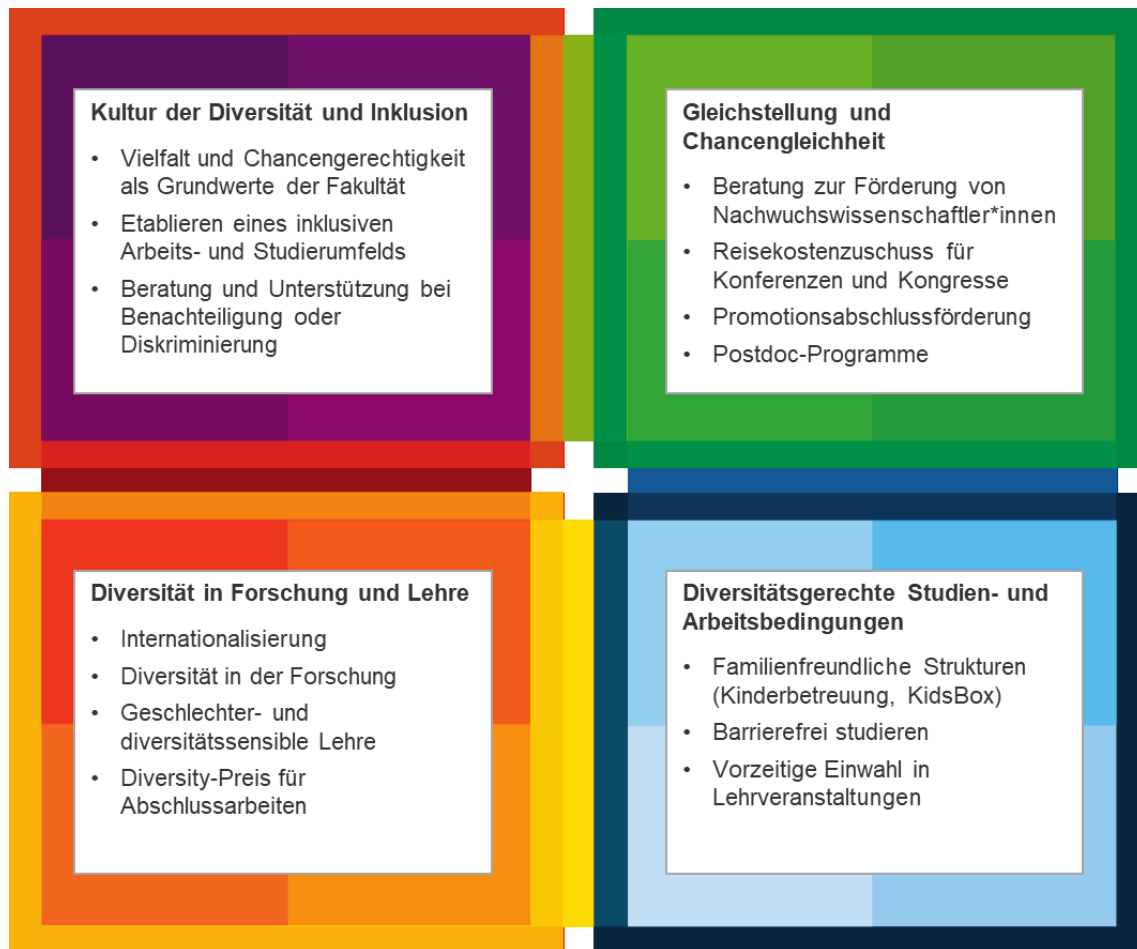 Kultur der Diversität und Inklusion
• Vielfalt und Chancengerechtigkeit
als Grundwerte der Fakultät
• Etablieren eines inklusiven
Arbeits- und Studierumfelds
• Beratung und Unterstützung bei
Benachteiligung oder
Diskriminierung
Gleichstellung und
Chancengleichheit
• Beratung zur Förderung von
Nachwuchswissenschaftler*innen
• Reisekostenzuschuss für
Konferenzen und Kongresse
• Promotionsabschlussförderung
• Postdoc-Programme
Diversität in Forschung und Lehre
• Internationalisierung
• Diversität in der Forschung
• Geschlechter- und
diversitätssensible Lehre
• Diversity-Preis für
Abschlussarbeiten
Diversitätsgerechte Studien- und
Arbeitsbedingungen
• Familienfreundliche Strukturen
(Kinderbetreuung, KidsBox)
• Barrierefrei studieren
• Vorzeitige Einwahl in
Lehrveranstaltungen